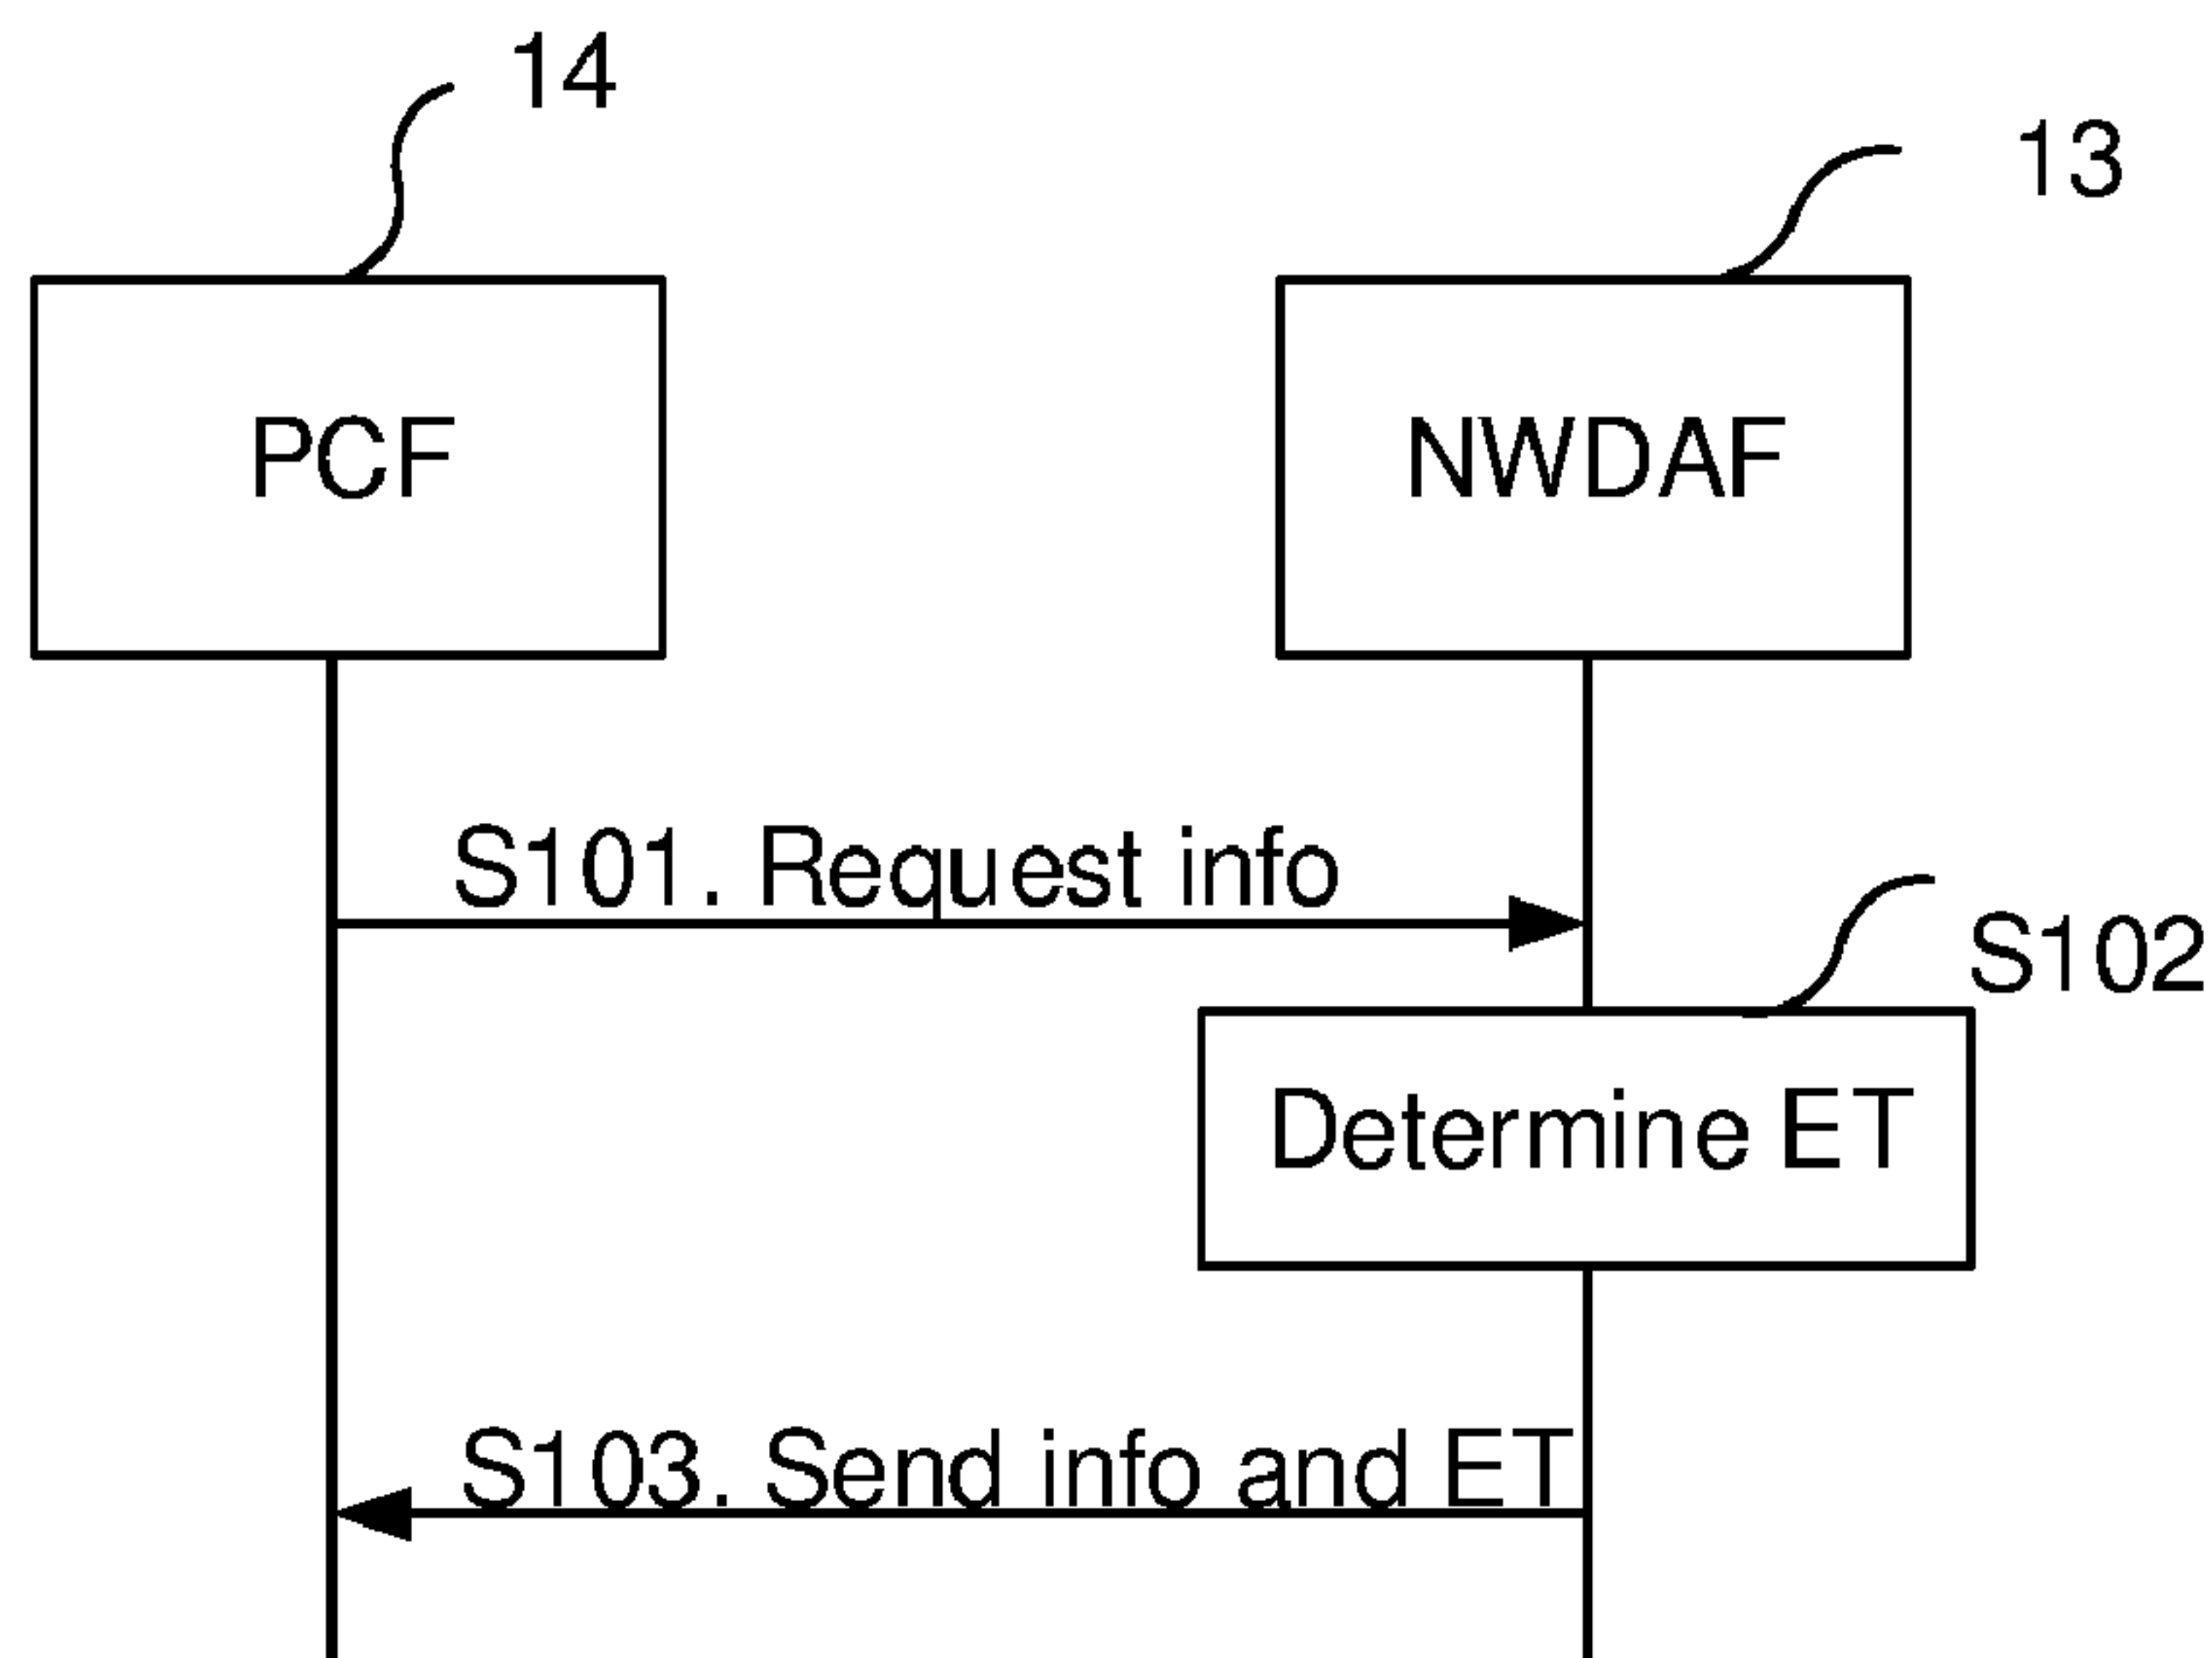 14
13
PCF
NWDAF
S101. Request info
S102
Determine ET
S103. Send info and ET